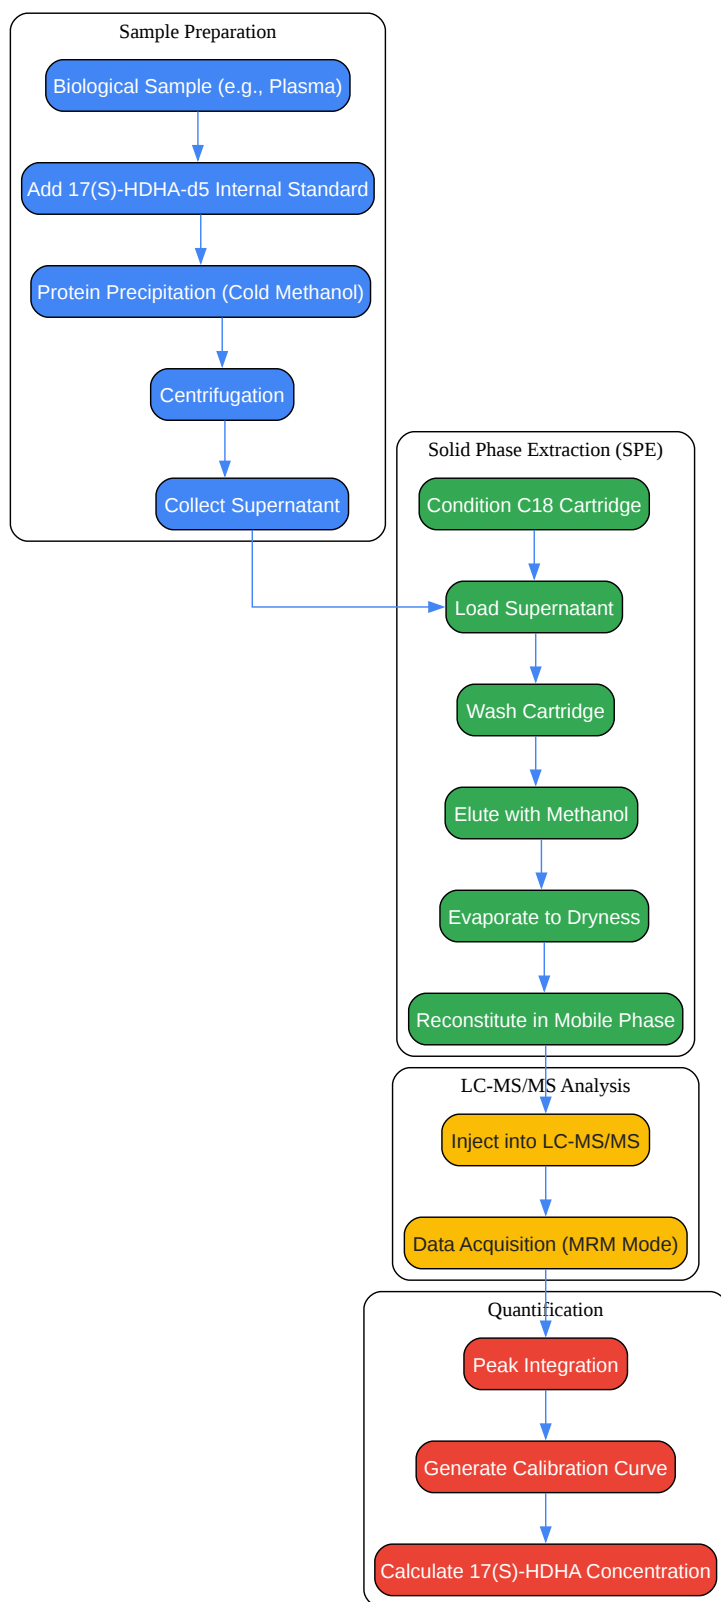 Sample Preparation
Biological Sample (e.g., Plasma)
Add 17(S)-HDHA-d5 Internal Standard
Protein Precipitation (Cold Methanol)
Centrifugation
Collect Supernatant
Solid Phase Extraction (SPE)
Condition C18 Cartridge
Load Supernatant
Wash Cartridge
Elute with Methanol
Evaporate to Dryness
Reconstitute in Mobile Phase
LC-MS/MS Analysis
Inject into LC-MS/MS
Data Acquisition (MRM Mode)
Quantification
Peak Integration
Generate Calibration Curve
Calculate 17(S)-HDHA Concentration